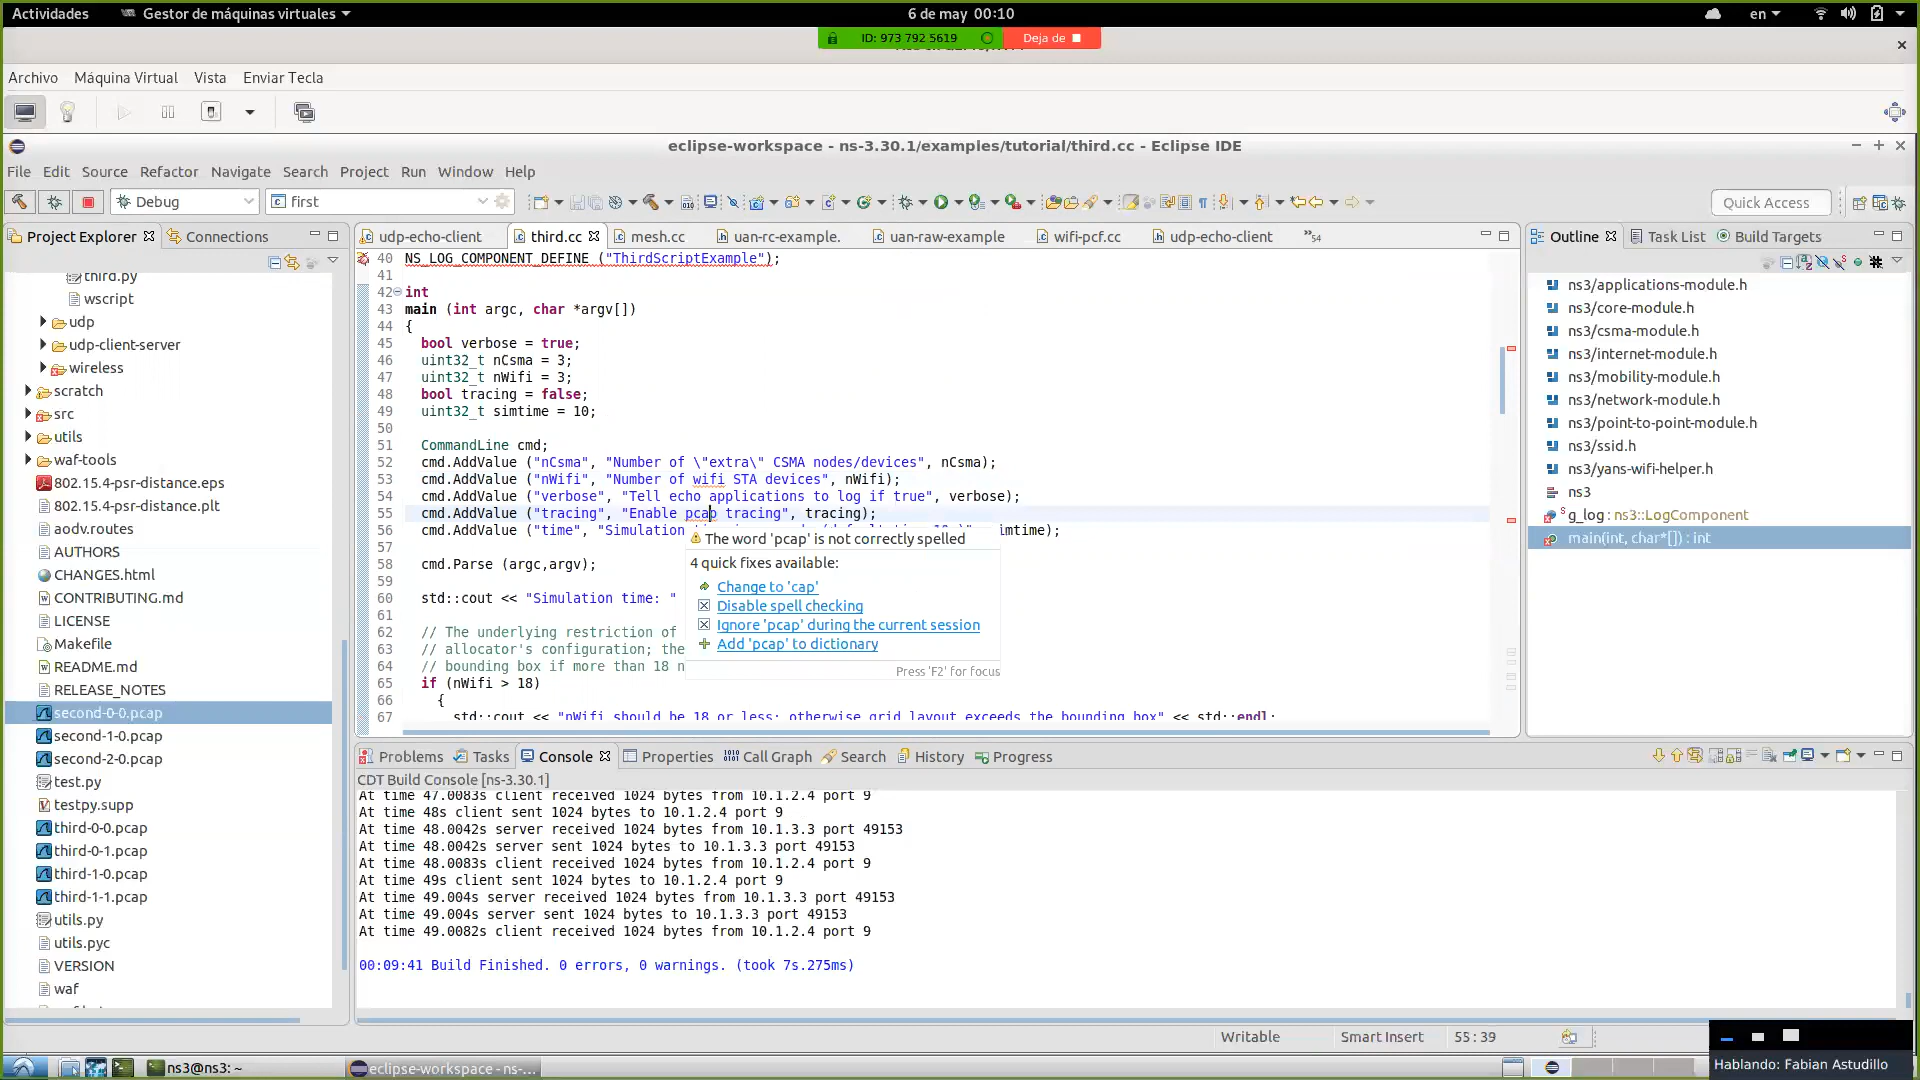 Actividades
Gestor de máquinas virtuales
6 de may 00:10
en
ID: 973 792 5619
Deja de
Archivo Máquina Virtual Vista Enviar Tecla
eclipse-workspace - ns-3.30.1/examples/tutorial/third.cc - Eclipse IDE
File Edit Source Refactor Navigate Search Project Run Window Help
Debug
first
Quick Access
Project Explorer
Connections
third.py
wscript
udp
udp-client-server
wireless
scratch
src
utils
waf-tools
802.15.4-psr-distance.eps
802.15.4-psr-distance.plt
aodv.routes
AUTHORS
CHANGES.html
CONTRIBUTING.md
LICENSE
Makefile
README.md
RELEASE_NOTES
second-0-0.pcap
second-1-0.pcap
second-2-0.pcap
test.py
testpy.supp
third-0-0.pcap
third-0-1.pcap
third-1-0.pcap
third-1-1.pcap
utils.py
utils.pyc
VERSION
waf
udp-echo-client
third.cc
mesh.cc
uan-rc-example.
uan-raw-example
wifi-pcf.cc
udp-echo-client
»54
40 NS_LOG_COMPONENT_DEFINE ("ThirdScriptExample");
41
42 int
43 main (int argc, char *argv[])
44 {
45 bool verbose = true;
46 uint32_t nCsma = 3;
47 uint32_t nWifi = 3;
48 bool tracing = false;
49 uint32_t simtime = 10;
50
51 CommandLine cmd;
52 cmd.AddValue ("nCsma", "Number of \"extra\" CSMA nodes/devices", nCsma);
53 cmd.AddValue ("nWifi", "Number of wifi STA devices", nWifi);
54 cmd.AddValue ("verbose", "Tell echo applications to log if true", verbose);
55 cmd.AddValue ("tracing", "Enable pcap tracing", tracing);
56 cmd.AddValue ("time", "Simulation imtime);
57
58 cmd.Parse (argc,argv);
59
60 std::cout << "Simulation time: "
61
62 // The underlying restriction of
63 // allocator's configuration; the
64 // bounding box if more than 18 n
65 if (nWifi > 18)
66 {
67 std::cout << "nWifi should be 18 or less; otherwise grid layout exceeds the bounding box" << std::endl;
The word 'pcap' is not correctly spelled
4 quick fixes available:
Change to 'cap'
Disable spell checking
Ignore 'pcap' during the current session
Add 'pcap' to dictionary
Press 'F2' for focus
Outline
Task List
Build Targets
ns3/applications-module.h
ns3/core-module.h
ns3/csma-module.h
ns3/internet-module.h
ns3/mobility-module.h
ns3/network-module.h
ns3/point-to-point-module.h
ns3/ssid.h
ns3/yans-wifi-helper.h
ns3
g_log : ns3::LogComponent
main(int, char*[]) : int
Problems
Tasks
Console
Properties
Call Graph
Search
History
Progress
CDT Build Console [ns-3.30.1]
At time 47.0083s client received 1024 bytes from 10.1.2.4 port 9
At time 48s client sent 1024 bytes to 10.1.2.4 port 9
At time 48.0042s server received 1024 bytes from 10.1.3.3 port 49153
At time 48.0042s server sent 1024 bytes to 10.1.3.3 port 49153
At time 48.0083s client received 1024 bytes from 10.1.2.4 port 9
At time 49s client sent 1024 bytes to 10.1.2.4 port 9
At time 49.004s server received 1024 bytes from 10.1.3.3 port 49153
At time 49.004s server sent 1024 bytes to 10.1.3.3 port 49153
At time 49.0082s client received 1024 bytes from 10.1.2.4 port 9
00:09:41 Build Finished. 0 errors, 0 warnings. (took 7s.275ms)
Writable
Smart Insert
55 : 39
ns3@ns3: ~
eclipse-workspace - ns-...
Hablando: Fabian Astudillo